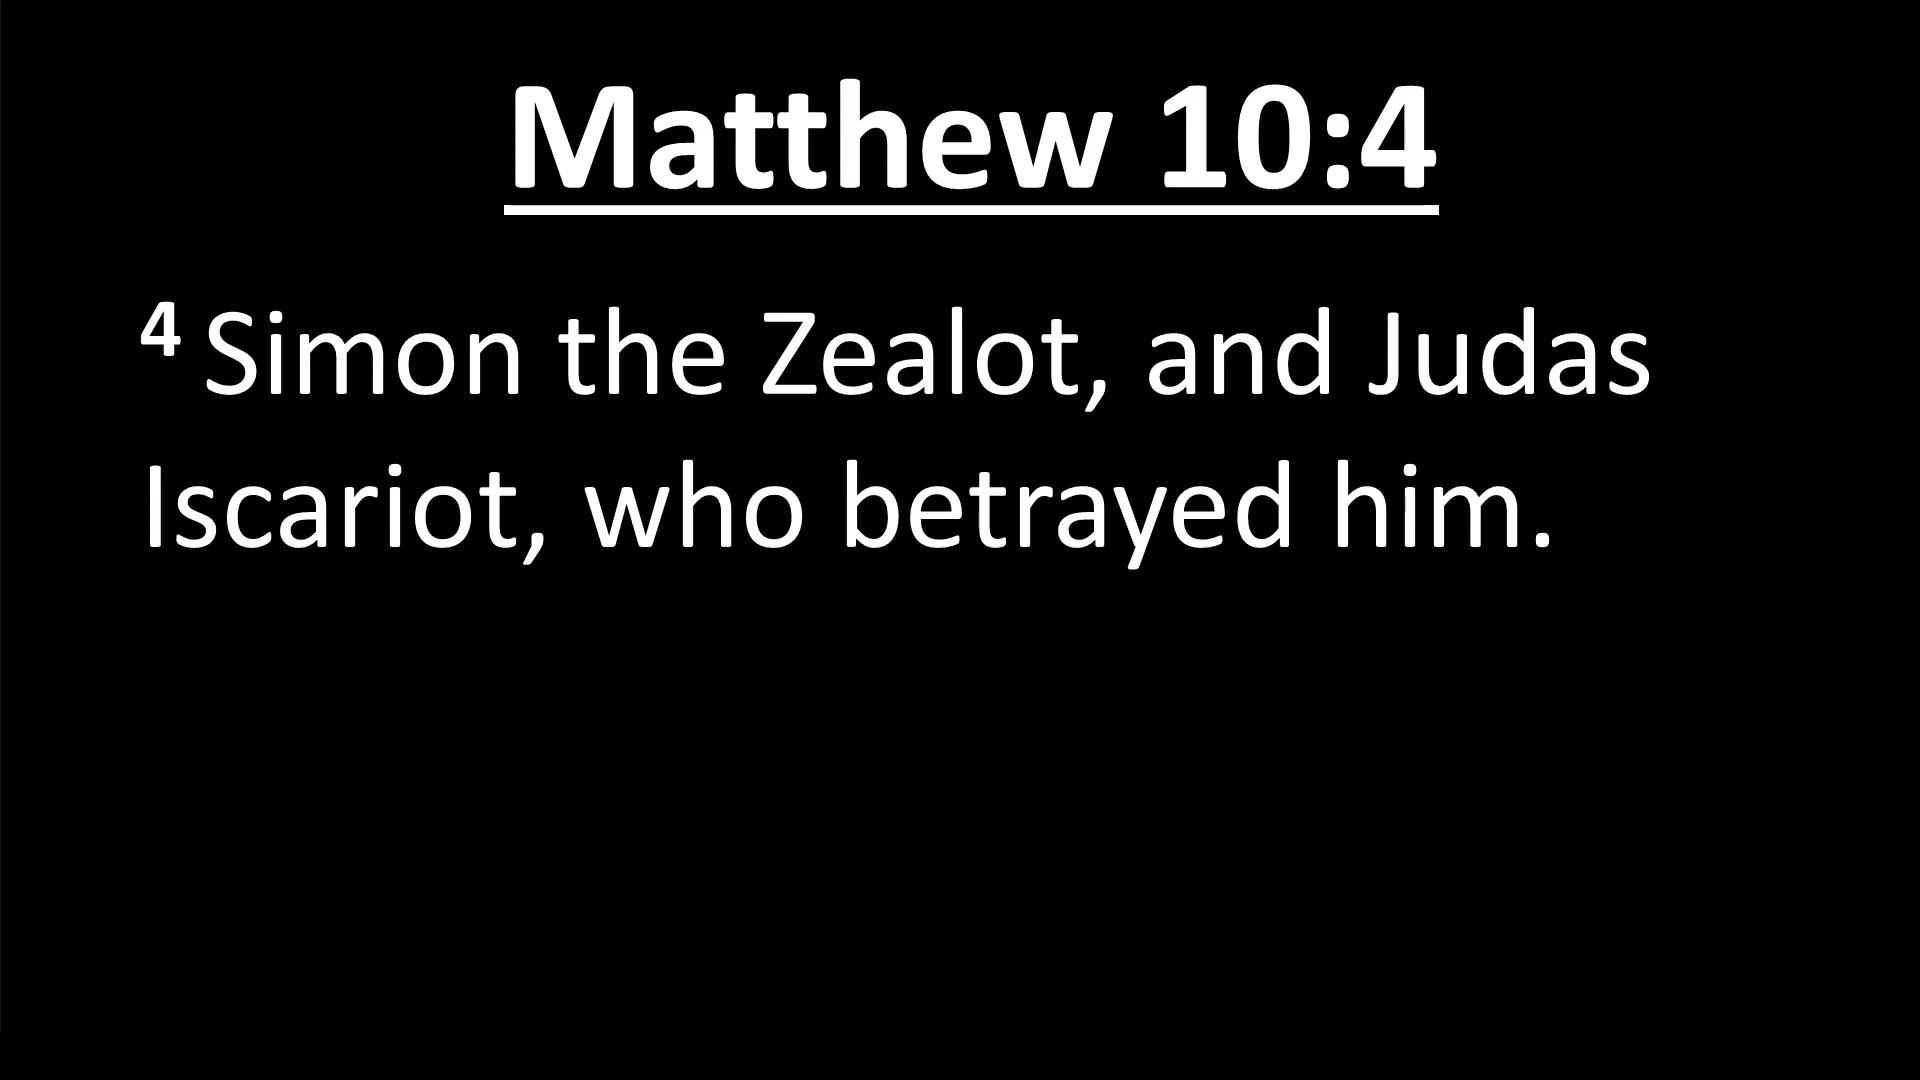 Matthew 10:4
4 Simon the Zealot, and Judas
Iscariot, who betrayed him.